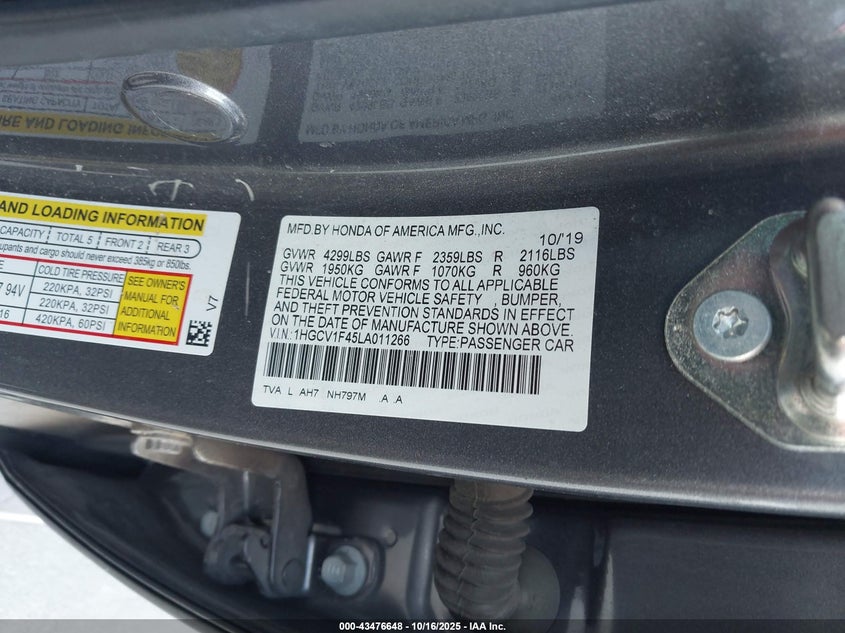 AND LOADING INFORMATION
CAPACITY TOTAL 5 FRONT 2 REAR 3
upants and cargo should never exceed 385kg or 850lbs.
COLD TIRE PRESSURE
7 94V 220KPA, 32PSI
220KPA, 32PSI
16 420KPA, 60PSI
SEE OWNER'S
MANUAL FOR
ADDITIONAL
INFORMATION
V7
MFD.BY HONDA OF AMERICA MFG.,INC.
10/'19
GVWR 4299LBS GAWR F 2359LBS R 2116LBS
GVWR 1950KG GAWR F 1070KG R 960KG
THIS VEHICLE CONFORMS TO ALL APPLICABLE
FEDERAL MOTOR VEHICLE SAFETY , BUMPER,
AND THEFT PREVENTION STANDARDS IN EFFECT
ON THE DATE OF MANUFACTURE SHOWN ABOVE.
V.I.N.:1HGCV1F45LA011266 TYPE:PASSENGER CAR
TVA L AH7 NH797M .A .A
000-43476648 - 10/16/2025 - IAA Inc.